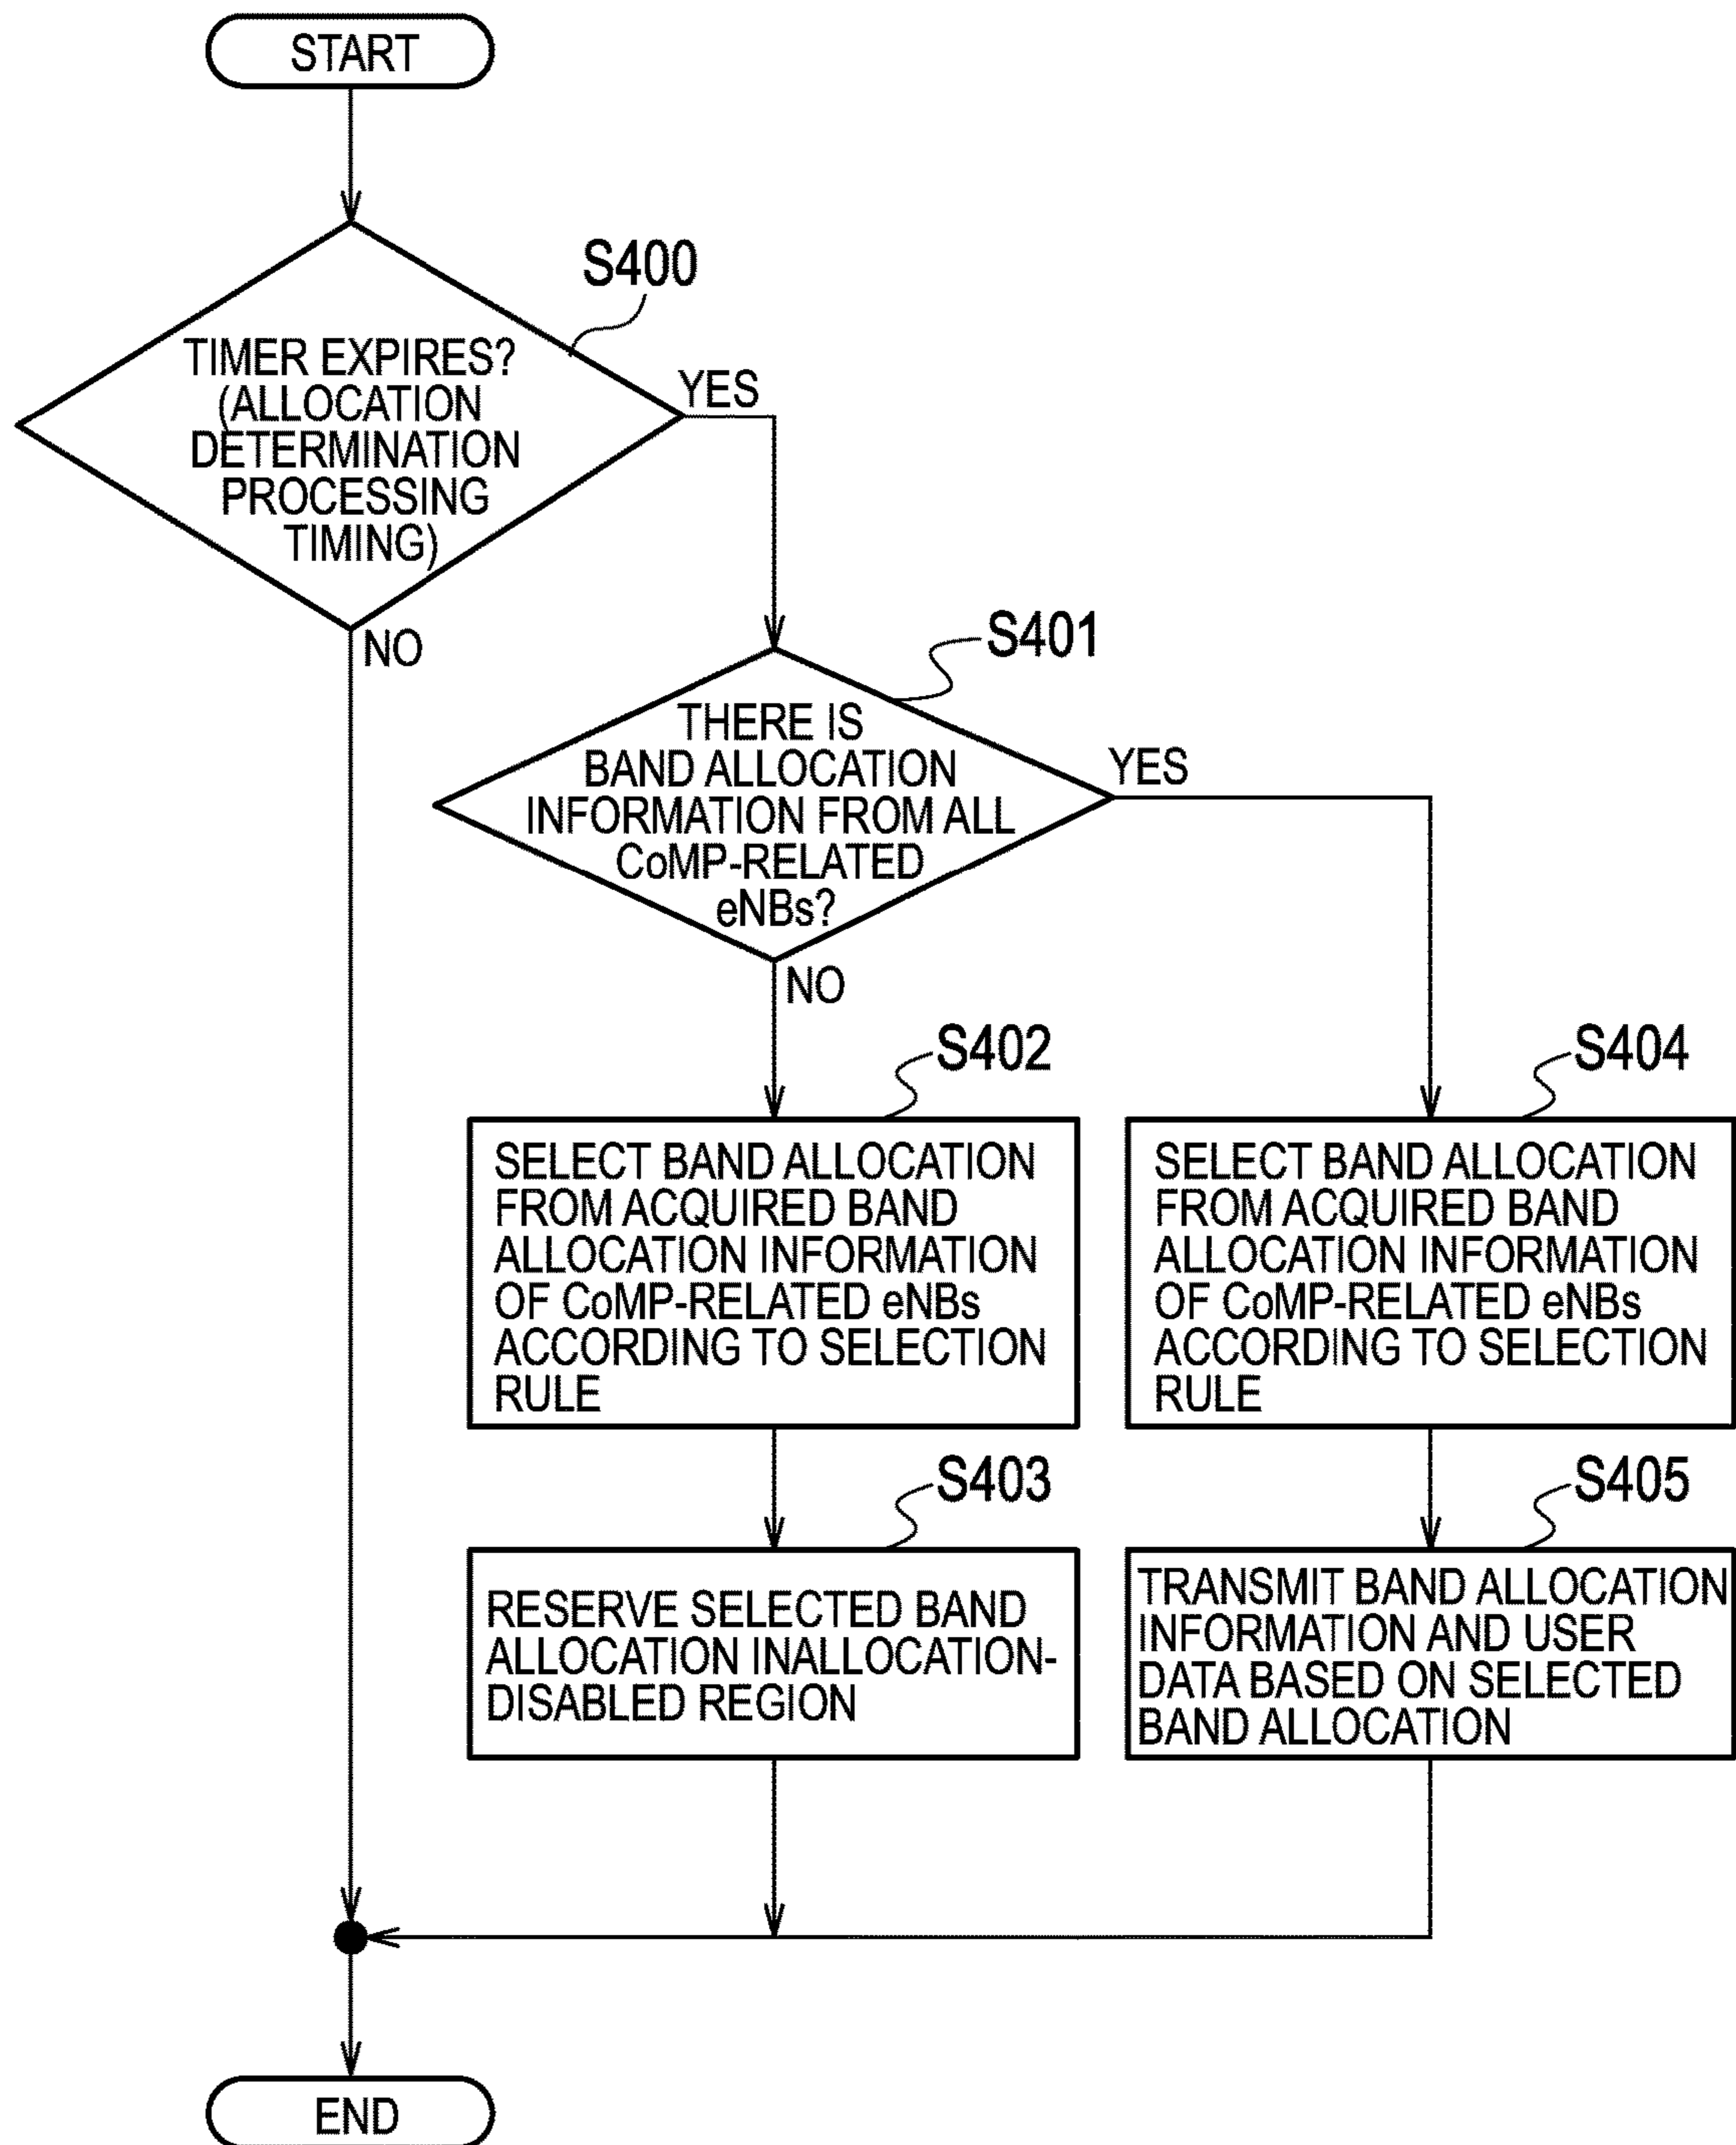 START
S400
TIMER EXPIRES?
(ALLOCATION
DETERMINATION
PROCESSING
TIMING)
YES
NO
S401
THERE IS
BAND ALLOCATION
INFORMATION FROM ALL
CoMP-RELATED
eNBs?
YES
NO
S402
SELECT BAND ALLOCATION
FROM ACQUIRED BAND
ALLOCATION INFORMATION
OF CoMP-RELATED eNBs
ACCORDING TO SELECTION
RULE
S404
SELECT BAND ALLOCATION
FROM ACQUIRED BAND
ALLOCATION INFORMATION
OF CoMP-RELATED eNBs
ACCORDING TO SELECTION
RULE
S403
RESERVE SELECTED BAND
ALLOCATION INALLOCATION-
DISABLED REGION
S405
TRANSMIT BAND ALLOCATION
INFORMATION AND USER
DATA BASED ON SELECTED
BAND ALLOCATION
END